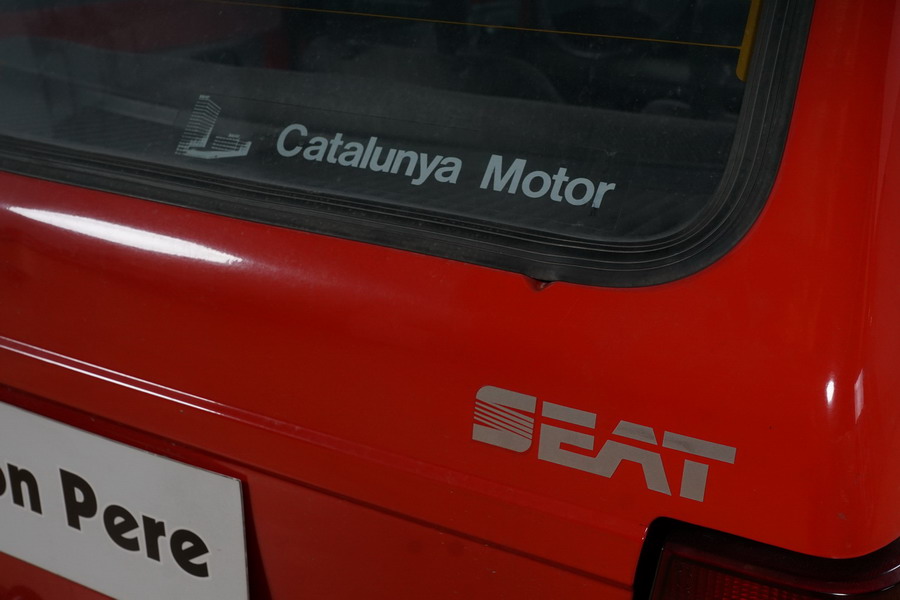 Catalunya Motor
SEAT
on Pere